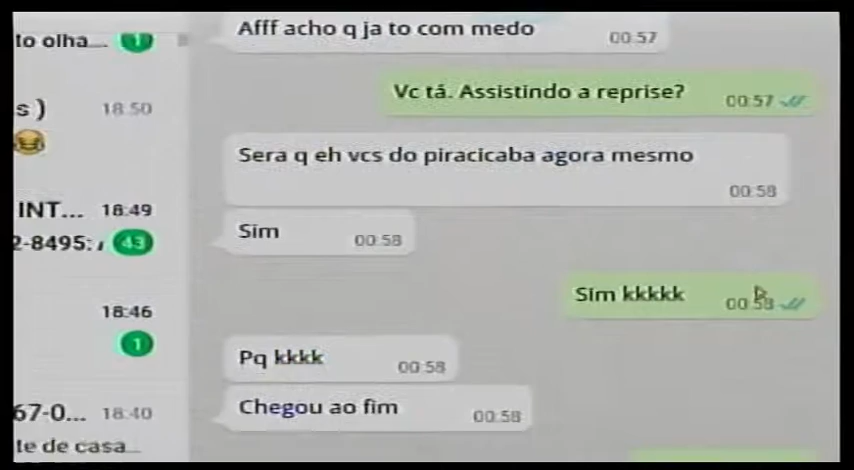 to olha...
1
s )
18:50
INT...
18:49
2-8495:
43
18:46
1
67-0...
18:40
te de casa...
Afff acho q ja to com medo
00:57
Vc tá. Assistindo a reprise?
00:57
Sera q eh vcs do piracicaba agora mesmo
00:58
Sim
00:58
Sim kkkkk
00:58
Pq kkkk
00:58
Chegou ao fim
00:58